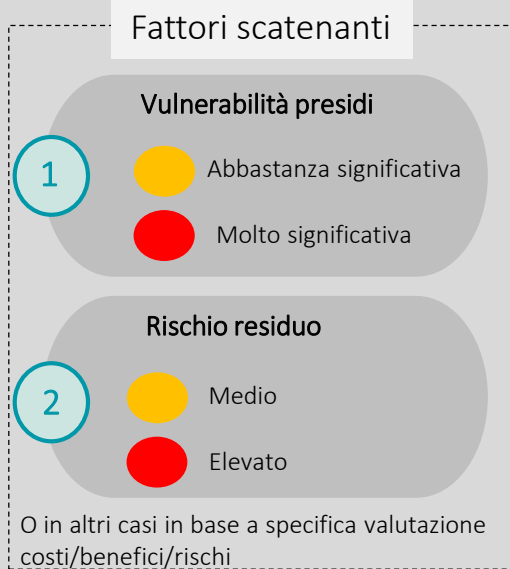 Fattori scatenanti
Vulnerabilità presidi
1
Abbastanza significativa
Molto significativa
Rischio residuo
2
Medio
Elevato
O in altri casi in base a specifica valutazione
costi/benefici/rischi